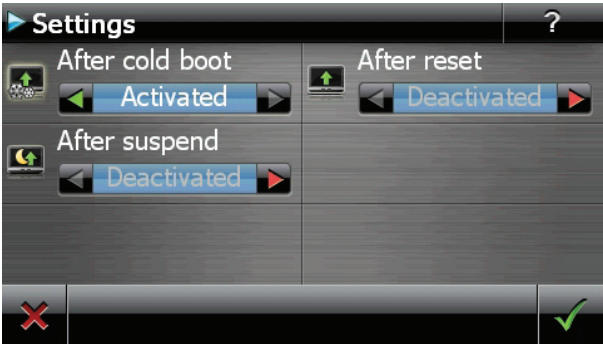 Settings
?
After cold boot
Activated
After reset
Deactivated
After suspend
Deactivated